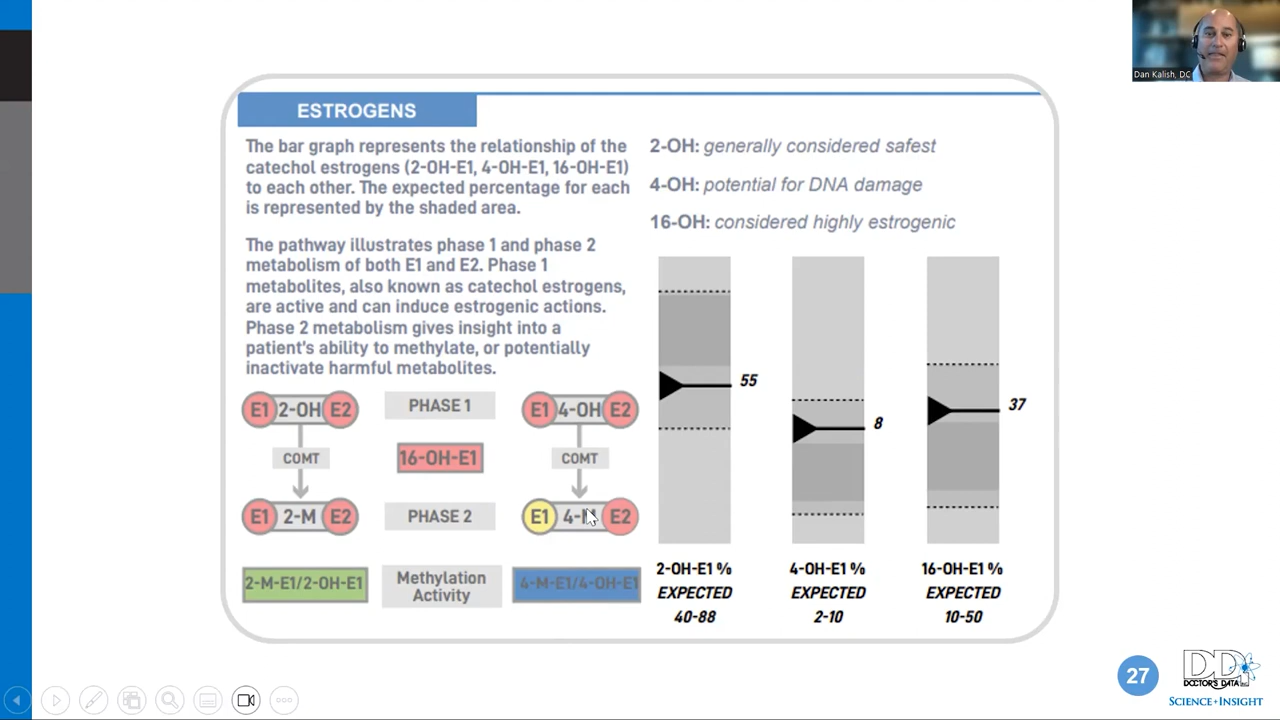 Dan Kalish, DC
ESTROGENS
The bar graph represents the relationship of the
catechol estrogens (2-OH-E1, 4-OH-E1, 16-OH-E1)
to each other. The expected percentage for each
is represented by the shaded area.
The pathway illustrates phase 1 and phase 2
metabolism of both E1 and E2. Phase 1
metabolites, also known as catechol estrogens,
are active and can induce estrogenic actions.
Phase 2 metabolism gives insight into a
patient's ability to methylate, or potentially
inactivate harmful metabolites.
E1 2-OH E2
PHASE 1
E1 4-OH E2
COMT
16-OH-E1
COMT
E1 2-M E2
PHASE 2
E1 4-M E2
2-M-E1/2-OH-E1
Methylation
Activity
4-M-E1/4-OH-E1
2-OH: generally considered safest
4-OH: potential for DNA damage
16-OH: considered highly estrogenic
55
8
37
2-OH-E1 %
EXPECTED
40-88
4-OH-E1 %
EXPECTED
2-10
16-OH-E1 %
EXPECTED
10-50
27
DDI
DOCTOR'S DATA
SCIENCE + INSIGHT